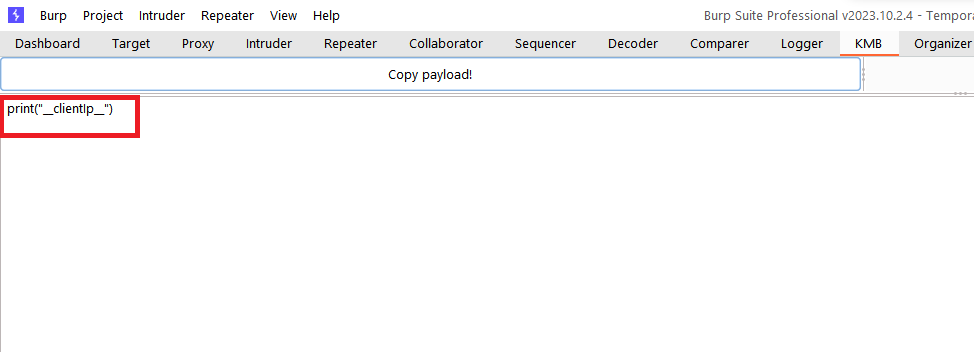 Burp Project Intruder Repeater View Help Burp Suite Professional v2023.10.2.4 - Tempora
Dashboard Target Proxy Intruder Repeater Collaborator Sequencer Decoder Comparer Logger KMB Organizer
Copy payload!
print("__clientIp__")